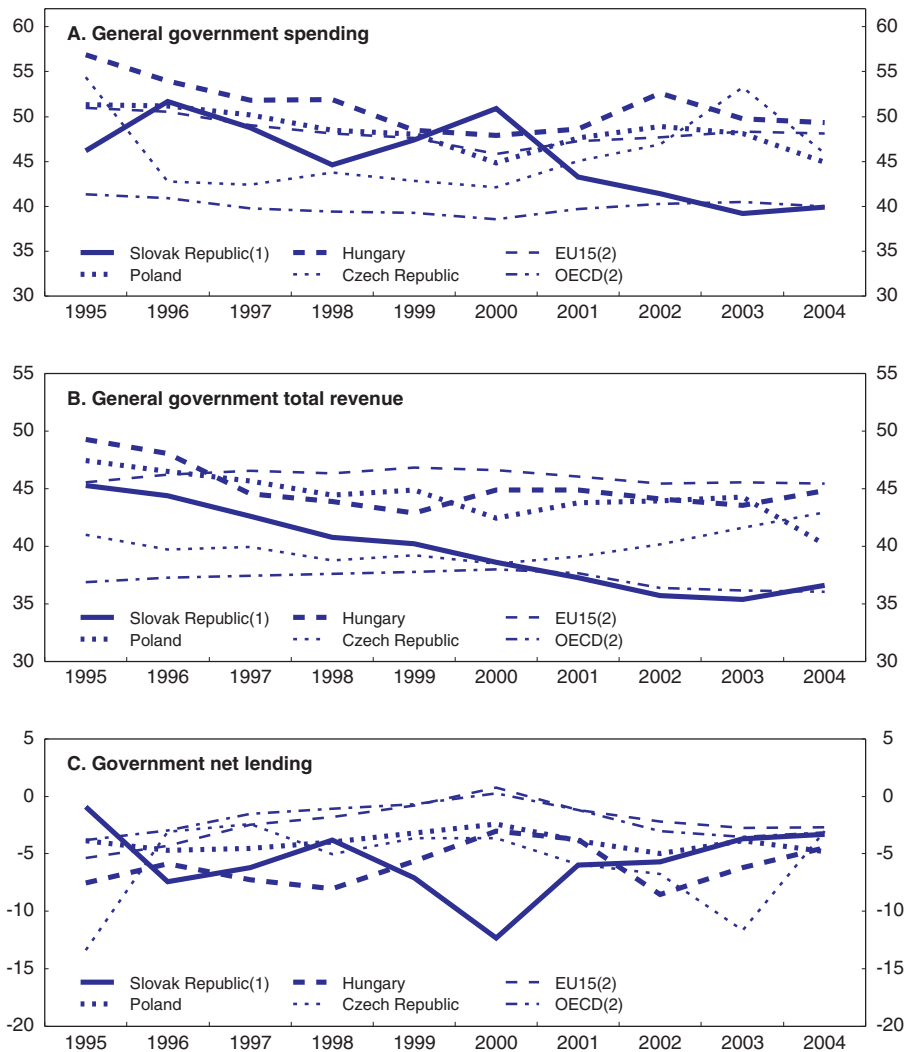 A. General government spending
60 60
55 55
50 50
45 45
40 40
35 35
30 30
Slovak Republic(1) Hungary EU15(2)
Poland Czech Republic OECD(2)
1995 1996 1997 1998 1999 2000 2001 2002 2003 2004
B. General government total revenue
55 55
50 50
45 45
40 40
35 35
30 30
Slovak Republic(1) Hungary EU15(2)
Poland Czech Republic OECD(2)
1995 1996 1997 1998 1999 2000 2001 2002 2003 2004
C. Government net lending
5 5
0 0
-5 -5
-10 -10
-15 -15
-20 -20
Slovak Republic(1) Hungary EU15(2)
Poland Czech Republic OECD(2)
1995 1996 1997 1998 1999 2000 2001 2002 2003 2004